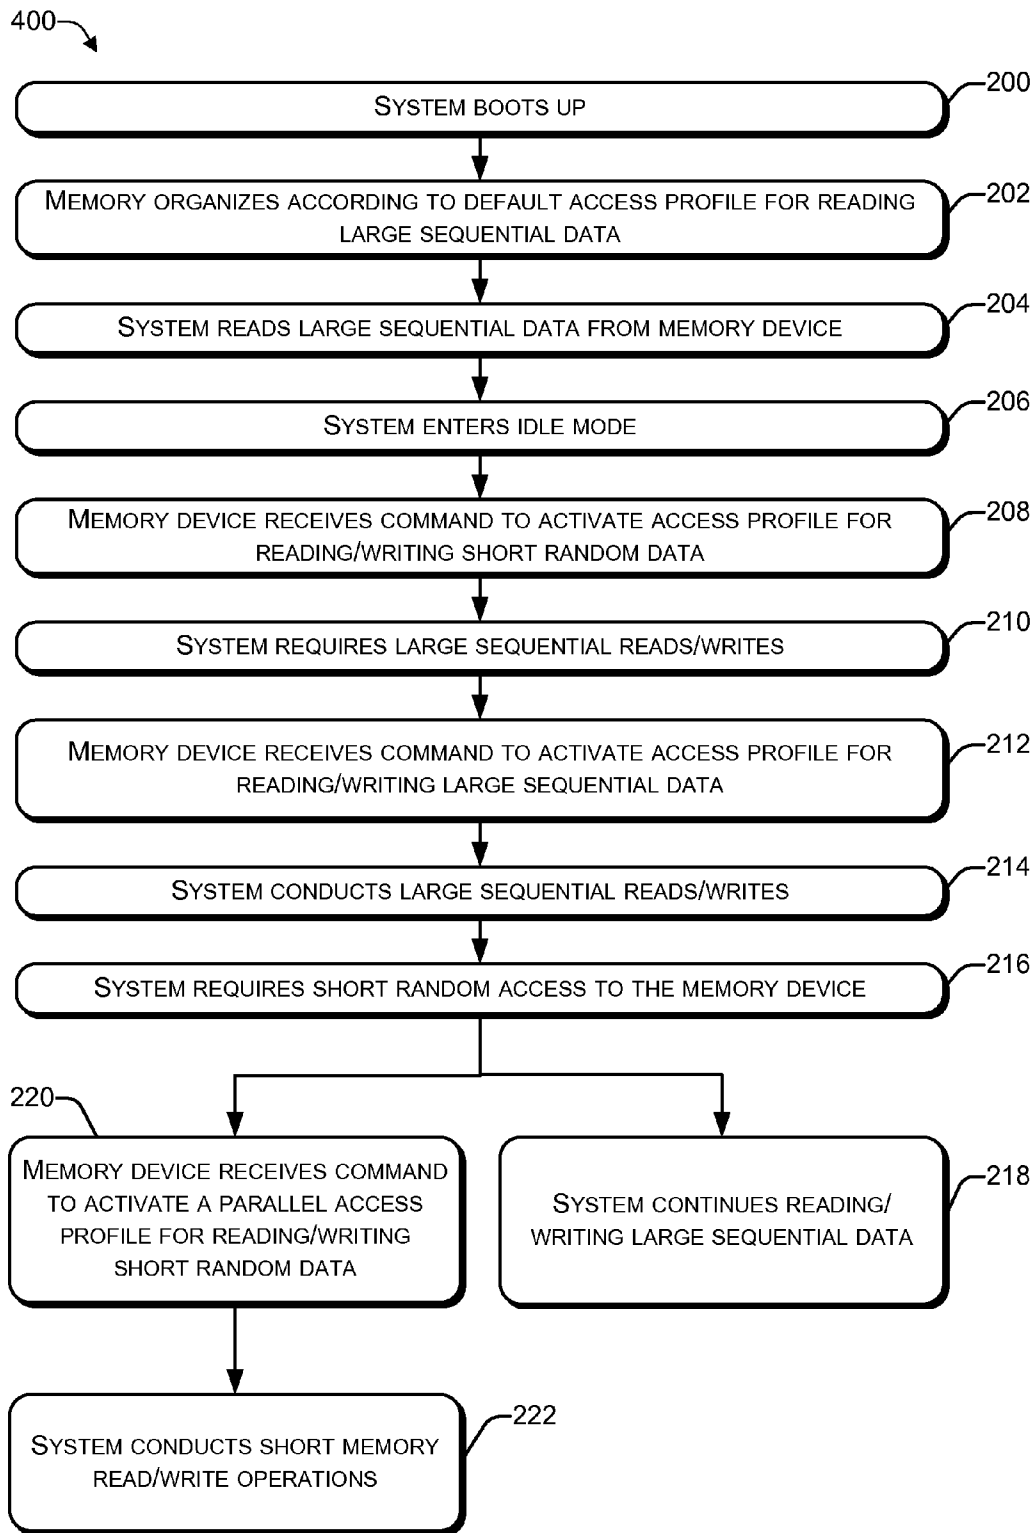 400
200
SYSTEM BOOTS UP
202
MEMORY ORGANIZES ACCORDING TO DEFAULT ACCESS PROFILE FOR READING
LARGE SEQUENTIAL DATA
204
SYSTEM READS LARGE SEQUENTIAL DATA FROM MEMORY DEVICE
206
SYSTEM ENTERS IDLE MODE
208
MEMORY DEVICE RECEIVES COMMAND TO ACTIVATE ACCESS PROFILE FOR
READING/WRITING SHORT RANDOM DATA
210
SYSTEM REQUIRES LARGE SEQUENTIAL READS/WRITES
212
MEMORY DEVICE RECEIVES COMMAND TO ACTIVATE ACCESS PROFILE FOR
READING/WRITING LARGE SEQUENTIAL DATA
214
SYSTEM CONDUCTS LARGE SEQUENTIAL READS/WRITES
216
SYSTEM REQUIRES SHORT RANDOM ACCESS TO THE MEMORY DEVICE
220
MEMORY DEVICE RECEIVES COMMAND
TO ACTIVATE A PARALLEL ACCESS
PROFILE FOR READING/WRITING
SHORT RANDOM DATA
218
SYSTEM CONTINUES READING/
WRITING LARGE SEQUENTIAL DATA
222
SYSTEM CONDUCTS SHORT MEMORY
READ/WRITE OPERATIONS